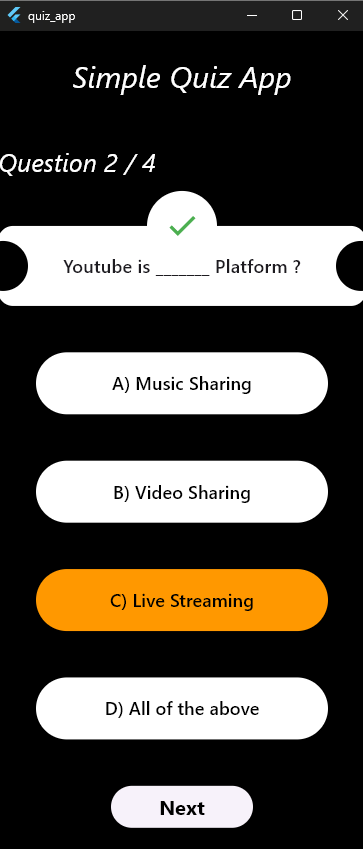 quiz_app
Simple Quiz App
Question 2 / 4
Youtube is _______ Platform ?
A) Music Sharing
B) Video Sharing
C) Live Streaming
D) All of the above
Next